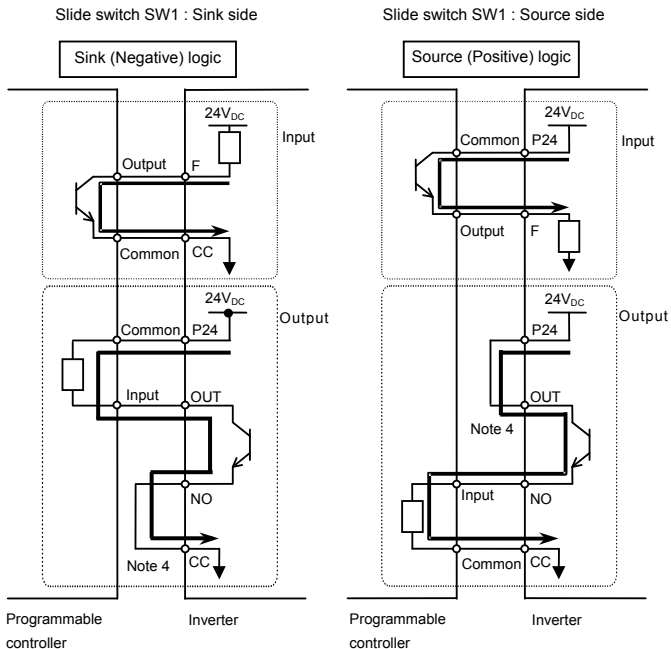 Slide switch SW1 : Sink side
Sink (Negative) logic
24VDC
Input
Output
F
Common
CC
24VDC
Output
Common
P24
Input
OUT
NO
Note 4
CC
Programmable
controller
Inverter
Slide switch SW1 : Source side
Source (Positive) logic
24VDC
Common
P24
Input
Output
F
24VDC
P24
Output
OUT
Note 4
Input
NO
Common
CC
Programmable
controller
Inverter